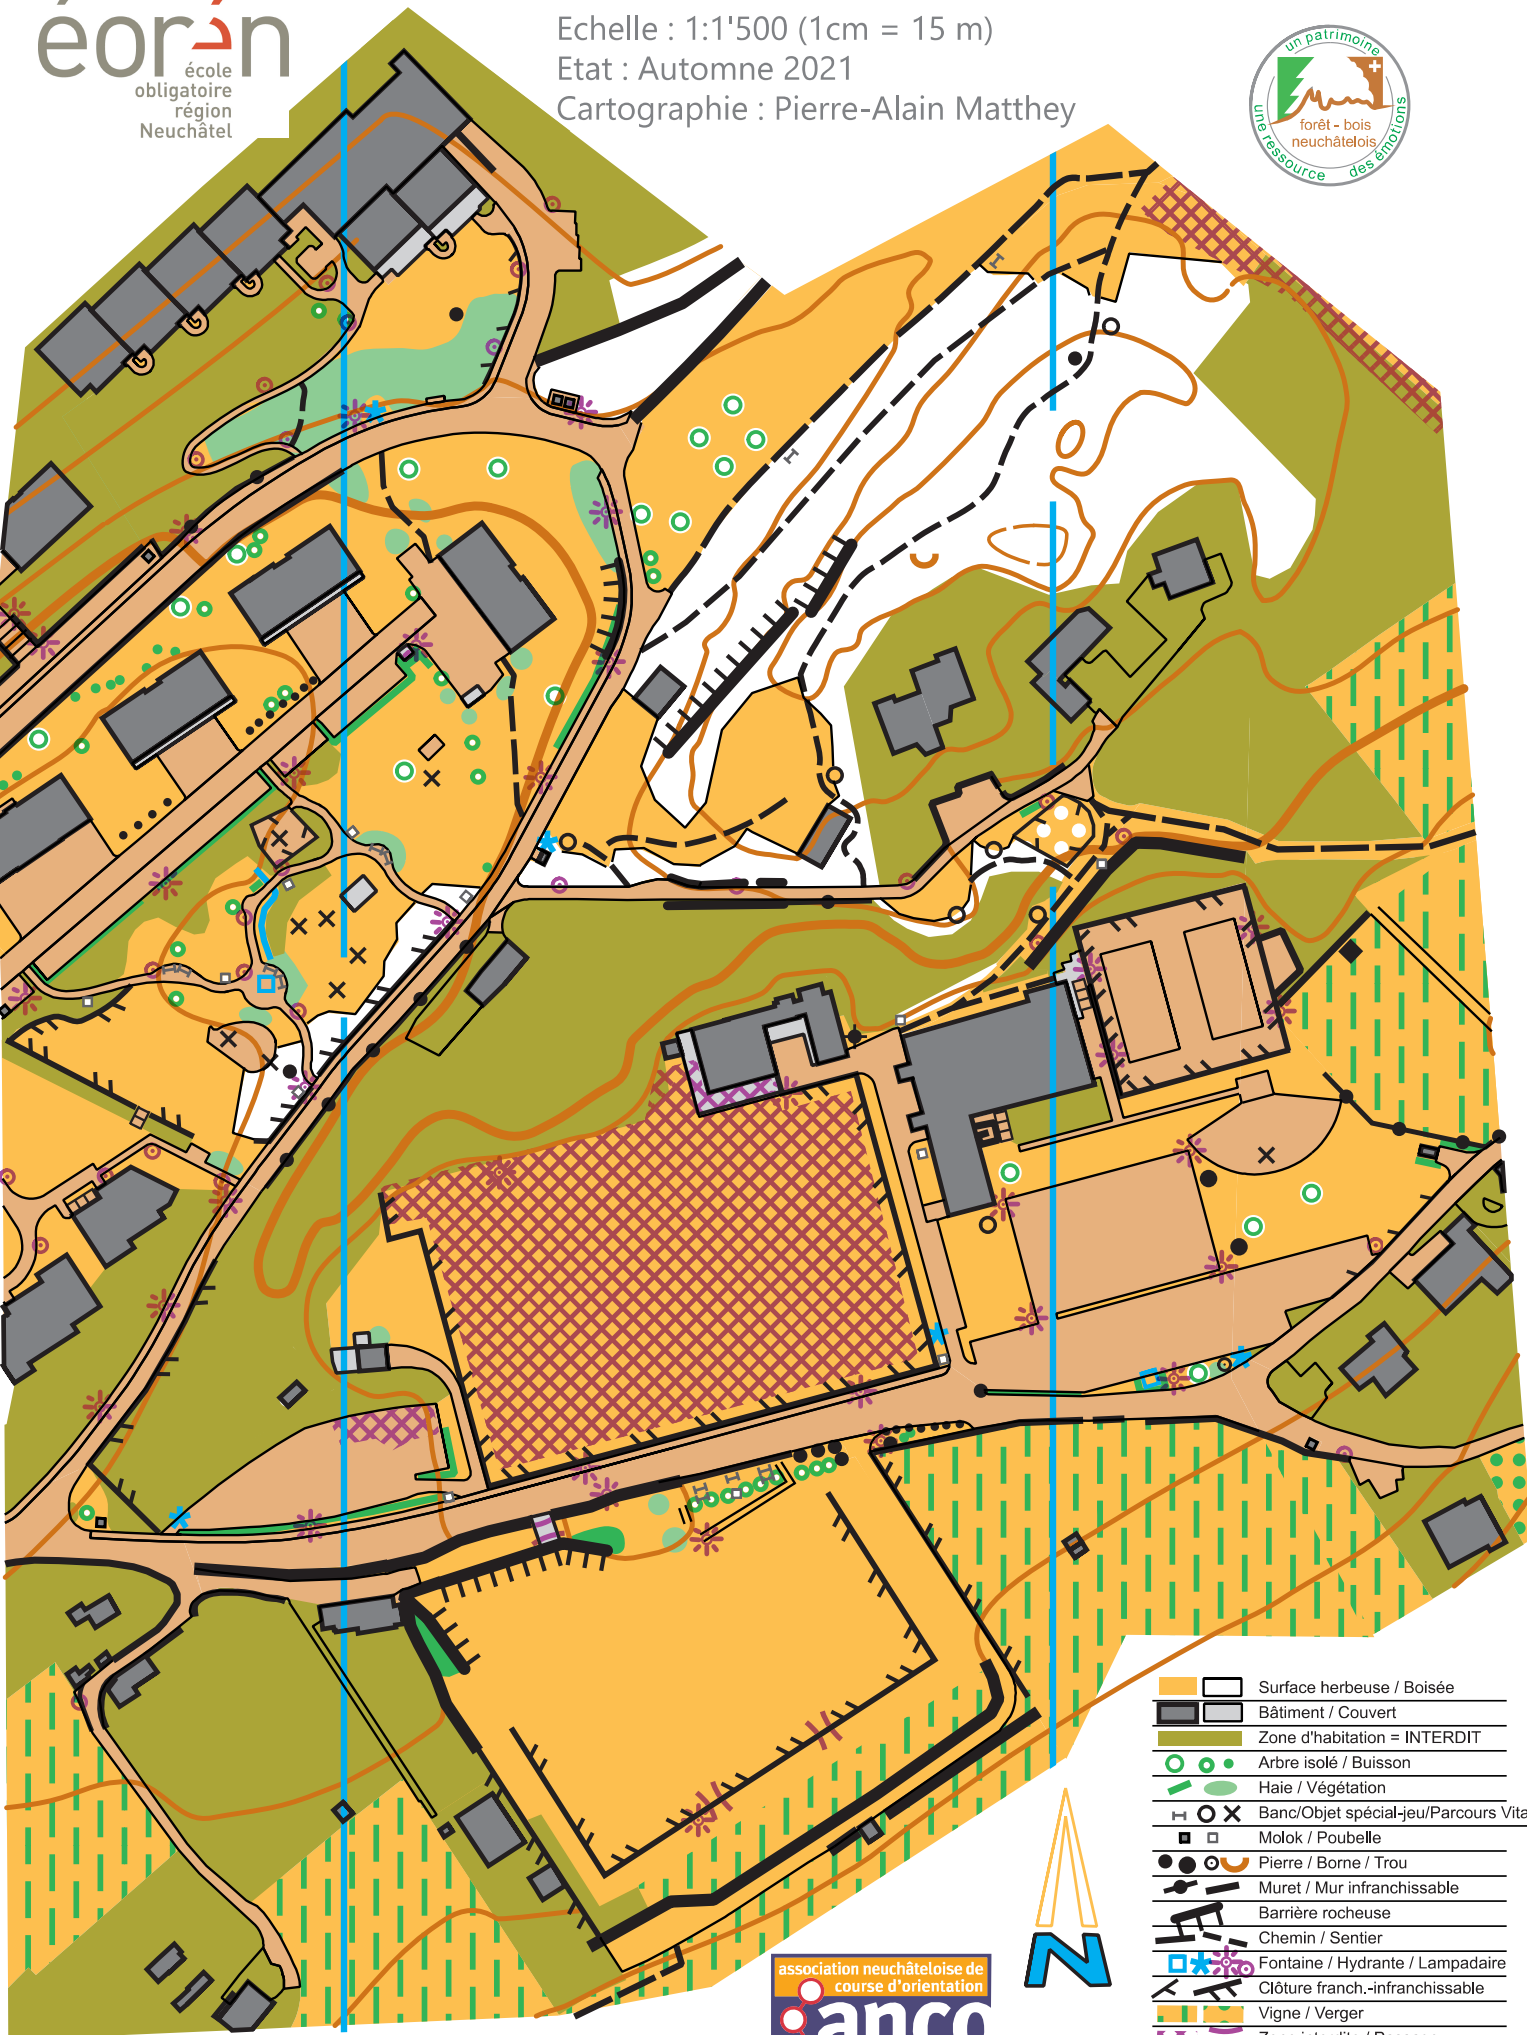 éorén
école
obligatoire
région
Neuchâtel
Echelle : 1:1'500 (1cm = 15 m)
Etat : Automne 2021
Cartographie : Pierre-Alain Matthey
un patrimoine
une ressource
des émotions
forêt - bois
neuchâtelois
Surface herbeuse / Boisée
Bâtiment / Couvert
Zone d'habitation = INTERDIT
Arbre isolé / Buisson
Haie / Végétation
Banc/Objet spécial-jeu/Parcours Vita
Molok / Poubelle
Pierre / Borne / Trou
Muret / Mur infranchissable
Barrière rocheuse
Chemin / Sentier
Fontaine / Hydrante / Lampadaire
Clôture franch.-infranchissable
Vigne / Verger
N
association neuchâteloise de
course d'orientation
anco